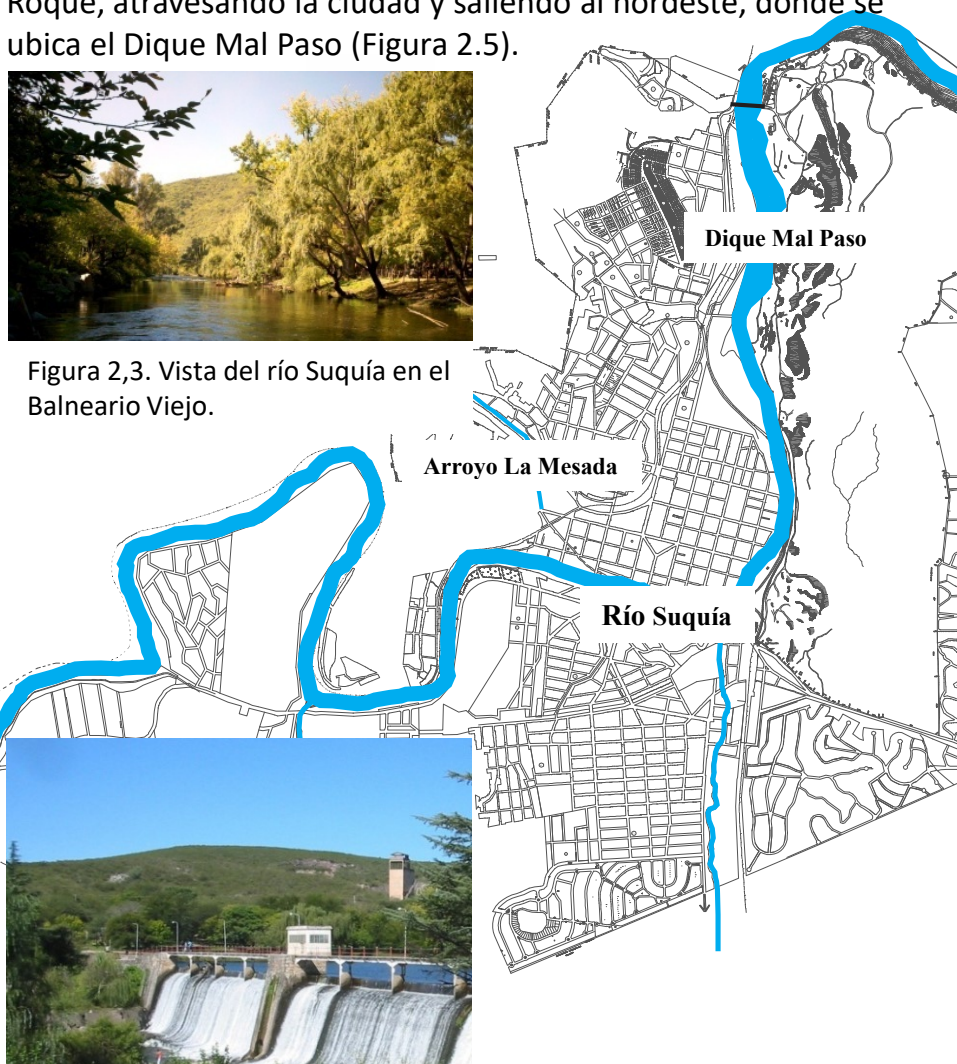 Roque, atravesando la ciudad y saliendo al nordeste, donde se
ubica el Dique Mal Paso (Figura 2.5).
Dique Mal Paso
Figura 2,3. Vista del río Suquía en el
Balneario Viejo.
Arroyo La Mesada
Río Suquía